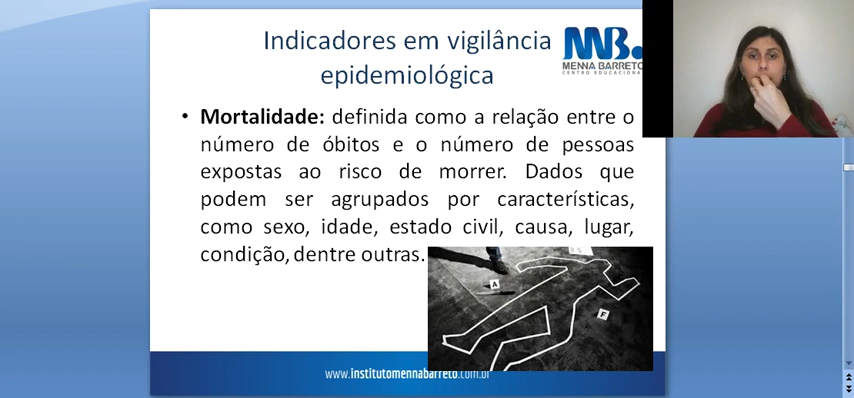 Indicadores em vigilância
epidemiológica
MB.
MENNA BARRETO
CENTRO EDUCACIONAL
• Mortalidade: definida como a relação entre o
número de óbitos e o número de pessoas
expostas ao risco de morrer. Dados que
podem ser agrupados por características,
como sexo, idade, estado civil, causa, lugar,
condição, dentre outras.
A
F
www.institutomennabarreto.com.br